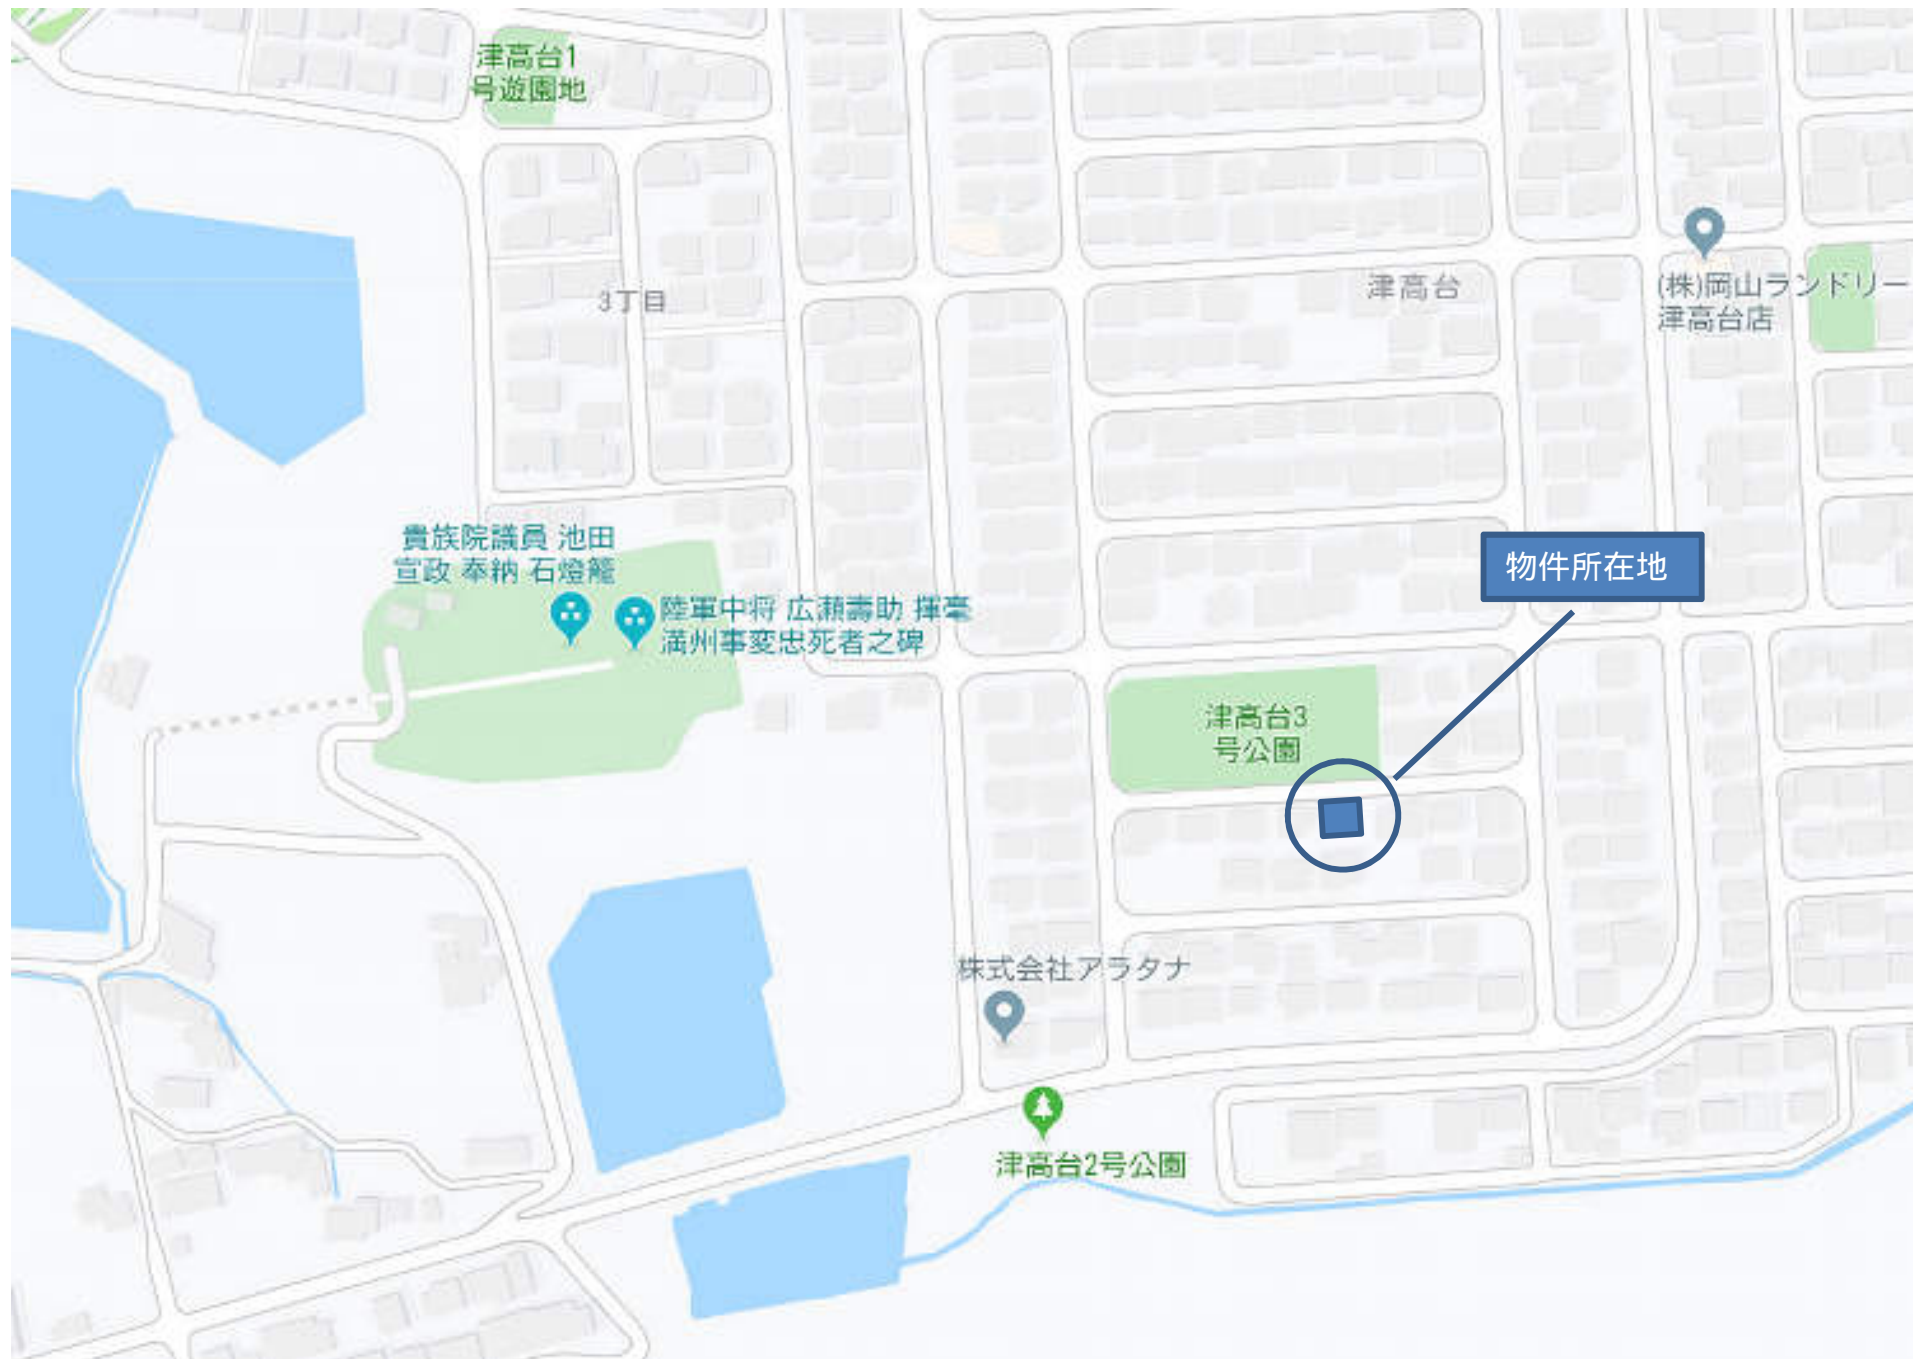 津高台1
号遊園地
3丁目
津高台
(株)岡山ランドリー
津高台店
貴族院議員 池田
宣政 奉納 石燈籠
陸軍中将 広瀬壽助 揮毫
満州事変忠死者之碑
物件所在地
津高台3
号公園
株式会社アラタナ
津高台2号公園